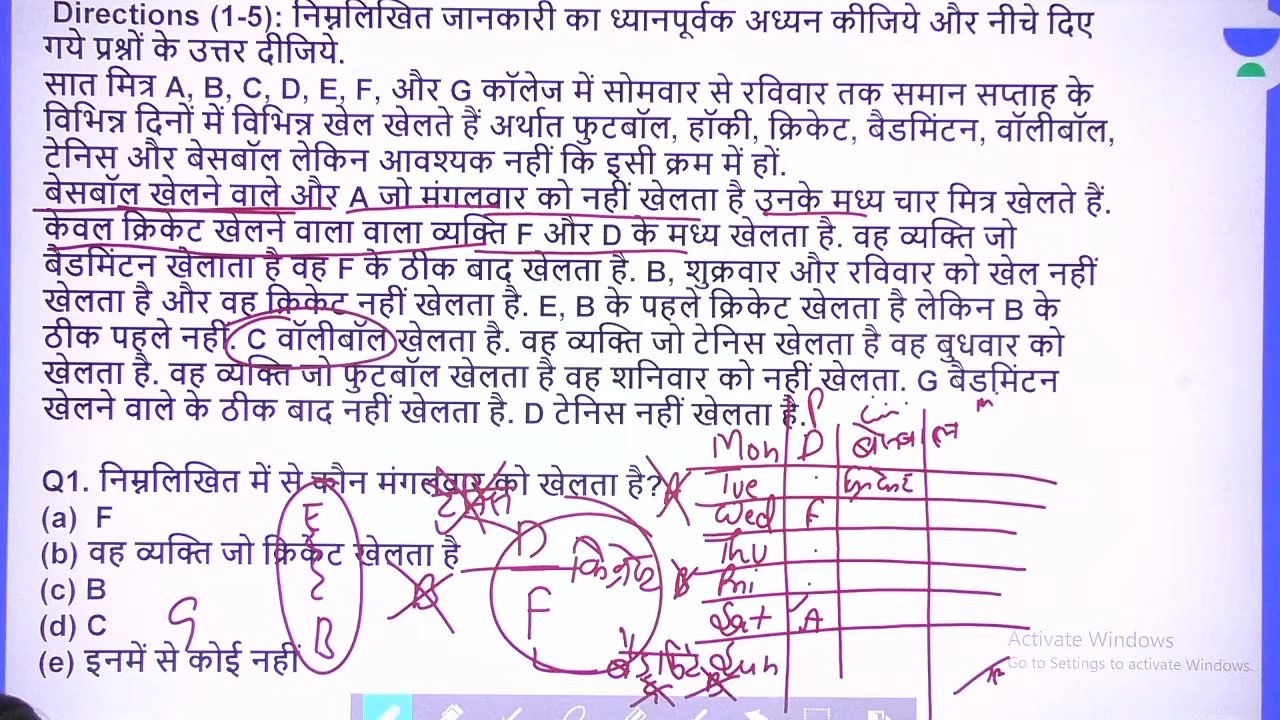 Directions (1-5): निम्नलिखित जानकारी का ध्यानपूर्वक अध्यन कीजिये और नीचे दिए
गये प्रश्नों के उत्तर दीजिये.
सात मित्र A, B, C, D, E, F, और G कॉलेज में सोमवार से रविवार तक समान सप्ताह के
विभिन्न दिनों में विभिन्न खेल खेलते हैं अर्थात फुटबॉल, हॉकी, क्रिकेट, बैडमिंटन, वॉलीबॉल,
टेनिस और बेसबॉल लेकिन आवश्यक नहीं कि इसी क्रम में हों.
बेसबॉल खेलने वाले और A जो मंगलवार को नहीं खेलता है उनके मध्य चार मित्र खेलते हैं.
केवल क्रिकेट खेलने वाला वाला व्यक्ति F और D के मध्य खेलता है. वह व्यक्ति जो
बैडमिंटन खेलाता है वह F के ठीक बाद खेलता है. B, शुक्रवार और रविवार को खेल नहीं
खेलता है और वह क्रिकेट नहीं खेलता है. E, B के पहले क्रिकेट खेलता है लेकिन B के
ठीक पहले नहीं. C वॉलीबॉल खेलता है. वह व्यक्ति जो टेनिस खेलता है वह बुधवार को
खेलता है. वह व्यक्ति जो फुटबॉल खेलता है वह शनिवार को नहीं खेलता. G बैडमिंटन
खेलने वाले के ठीक बाद नहीं खेलता है. D टेनिस नहीं खेलता है.
Mon D
Q1. निम्नलिखित में से कौन मंगलवार को खेलता है?
Tue
(a) F
Wed F
(b) वह व्यक्ति जो क्रिकेट खेलता है
Thu
(c) B
(d) C
Sat A
(e) इनमें से कोई नहीं
Sun
E
B
G
D
F
B
Activate Windows
Go to Settings to activate Windows.